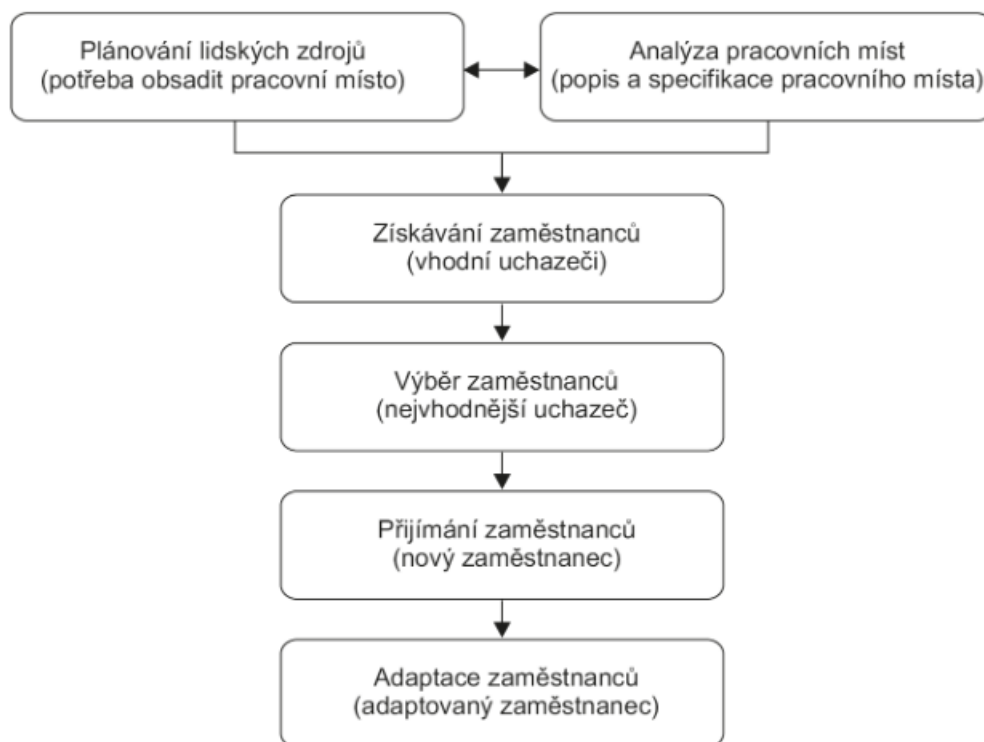 Plánování lidských zdrojů
(potřeba obsadit pracovní místo)
Analýza pracovních míst
(popis a specifikace pracovního místa)
Získávání zaměstnanců
(vhodní uchazeči)
Výběr zaměstnanců
(nejvhodnější uchazeč)
Přijímání zaměstnanců
(nový zaměstnanec)
Adaptace zaměstnanců
(adaptovaný zaměstnanec)